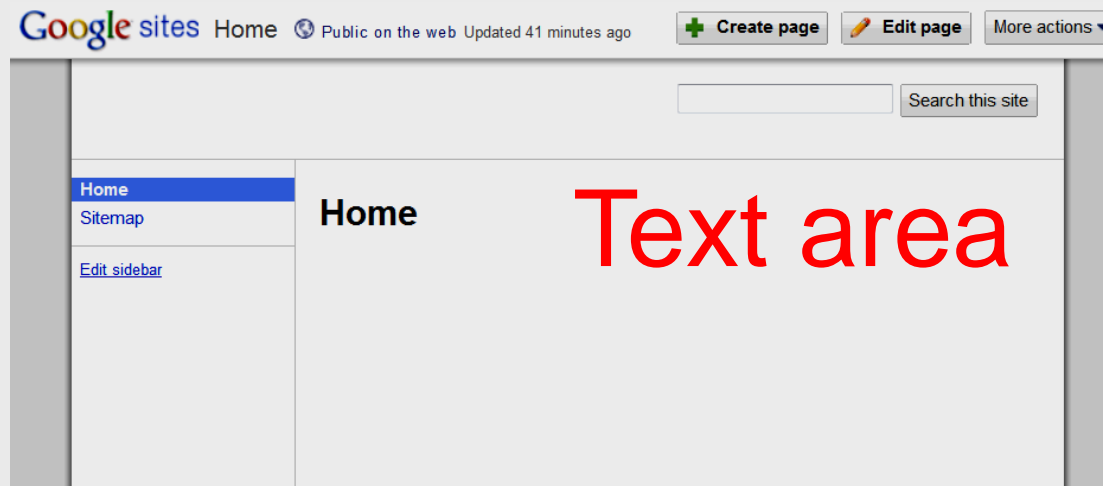 Google sites Home Public on the web Updated 41 minutes ago Create page Edit page More actions
Search this site
Home
Sitemap
Edit sidebar
Home
Text area